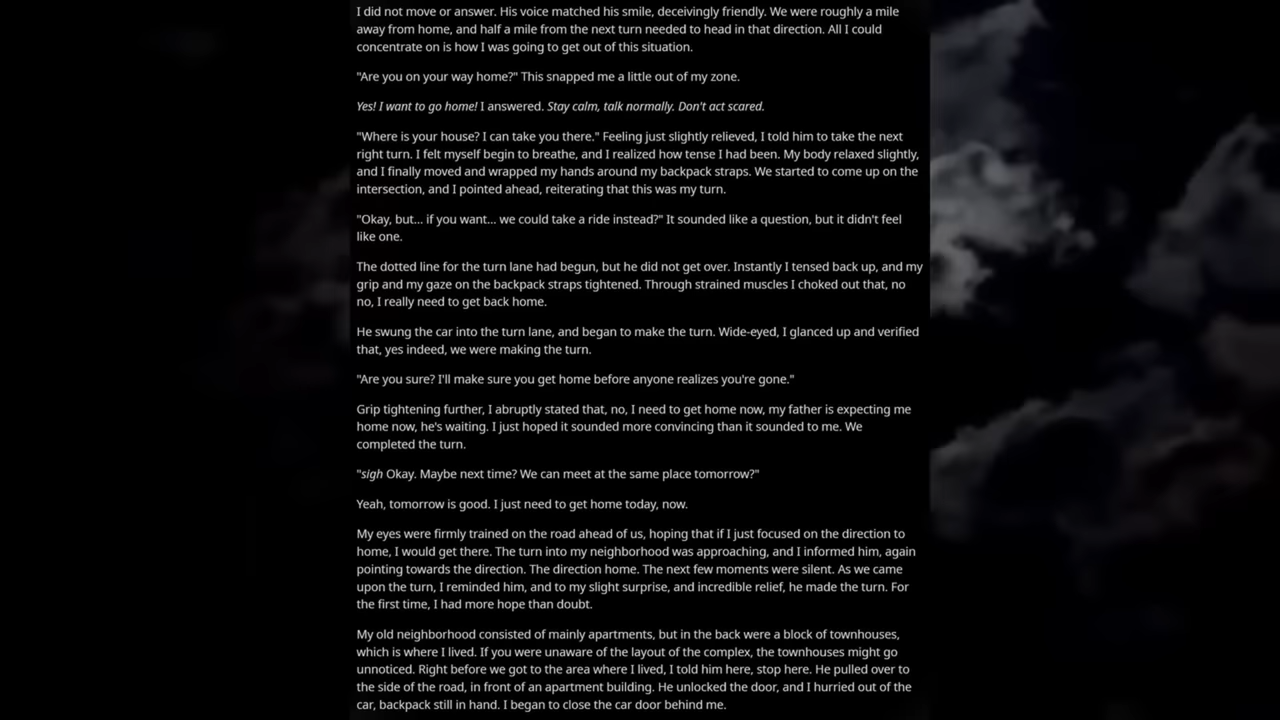 I did not move or answer. His voice matched his smile, deceivingly friendly. We were roughly a mile
away from home, and half a mile from the next turn needed to head in that direction. All I could
concentrate on is how I was going to get out of this situation.
"Are you on your way home?" This snapped me a little out of my zone.
Yes! I want to go home! I answered. Stay calm, talk normally. Don't act scared.
"Where is your house? I can take you there." Feeling just slightly relieved, I told him to take the next
right turn. I felt myself begin to breathe, and I realized how tense I had been. My body relaxed slightly,
and I finally moved and wrapped my hands around my backpack straps. We started to come up on the
intersection, and I pointed ahead, reiterating that this was my turn.
"Okay, but... if you want... we could take a ride instead?" It sounded like a question, but it didn't feel
like one.
The dotted line for the turn lane had begun, but he did not get over. Instantly I tensed back up, and my
grip and my gaze on the backpack straps tightened. Through strained muscles I choked out that, no
no, I really need to get back home.
He swung the car into the turn lane, and began to make the turn. Wide-eyed, I glanced up and verified
that, yes indeed, we were making the turn.
"Are you sure? I'll make sure you get home before anyone realizes you're gone."
Grip tightening further, I abruptly stated that, no, I need to get home now, my father is expecting me
home now, he's waiting. I just hoped it sounded more convincing than it sounded to me. We
completed the turn.
"sigh Okay. Maybe next time? We can meet at the same place tomorrow?"
Yeah, tomorrow is good. I just need to get home today, now.
My eyes were firmly trained on the road ahead of us, hoping that if I just focused on the direction to
home, I would get there. The turn into my neighborhood was approaching, and I informed him, again
pointing towards the direction. The direction home. The next few moments were silent. As we came
upon the turn, I reminded him, and to my slight surprise, and incredible relief, he made the turn. For
the first time, I had more hope than doubt.
My old neighborhood consisted of mainly apartments, but in the back were a block of townhouses,
which is where I lived. If you were unaware of the layout of the complex, the townhouses might go
unnoticed. Right before we got to the area where I lived, I told him here, stop here. He pulled over to
the side of the road, in front of an apartment building. He unlocked the door, and I hurried out of the
car, backpack still in hand. I began to close the car door behind me.